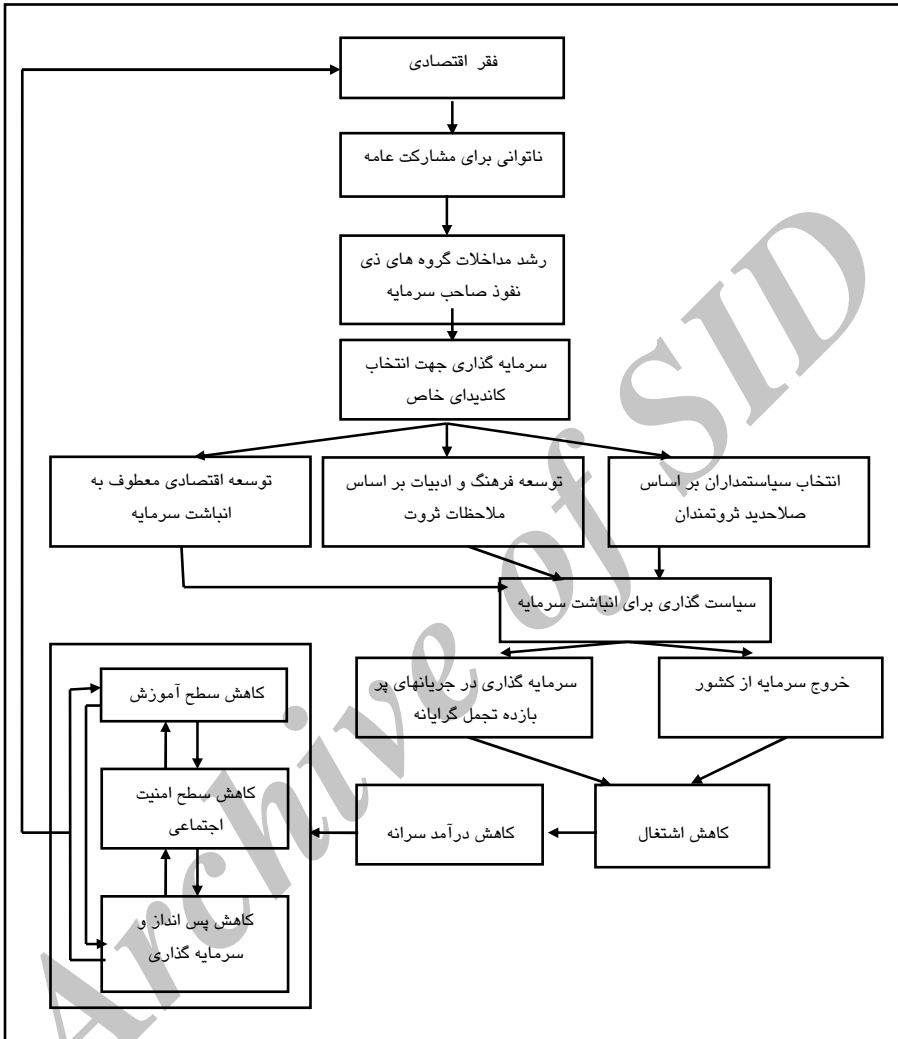 فقر اقتصادی
ناتوانی برای مشارکت عامه
رشد مداخلات گروه های ذی
نفوذ صاحب سرمایه
سرمایه گذاری جهت انتخاب
کاندیدای خاص
انتخاب سیاستمداران بر اساس
صلاحدید ثروتمندان
توسعه فرهنگ و ادبیات بر اساس
ملاحظات ثروت
توسعه اقتصادی معطوف به
انباشت سرمایه
سیاست گذاری برای انباشت سرمایه
خروج سرمایه از کشور
سرمایه گذاری در جریانهای پر
بازده تجمل گرایانه
کاهش اشتغال
کاهش درآمد سرانه
کاهش سطح آموزش
کاهش سطح امنیت
اجتماعی
کاهش پس انداز و
سرمایه گذاری
Archive of SID